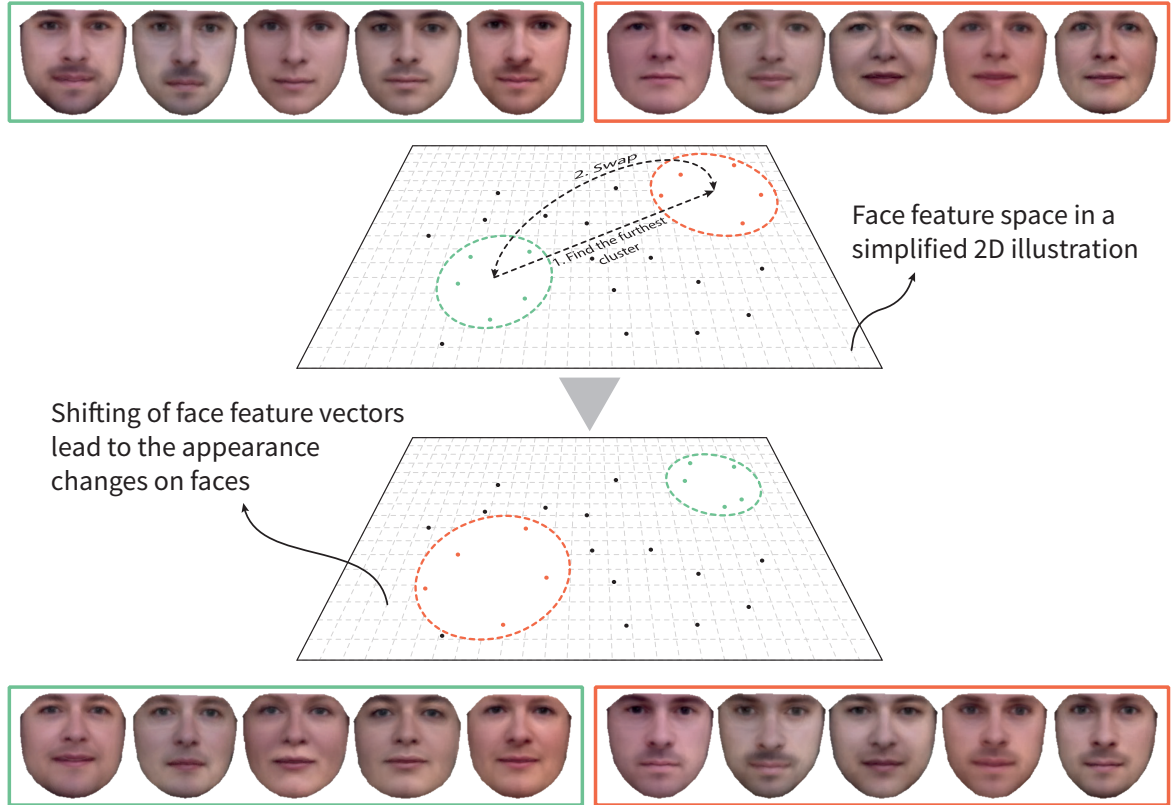 2. Swap
1. Find the furthest
cluster
Face feature space in a
simplified 2D illustration
Shifting of face feature vectors
lead to the appearance
changes on faces